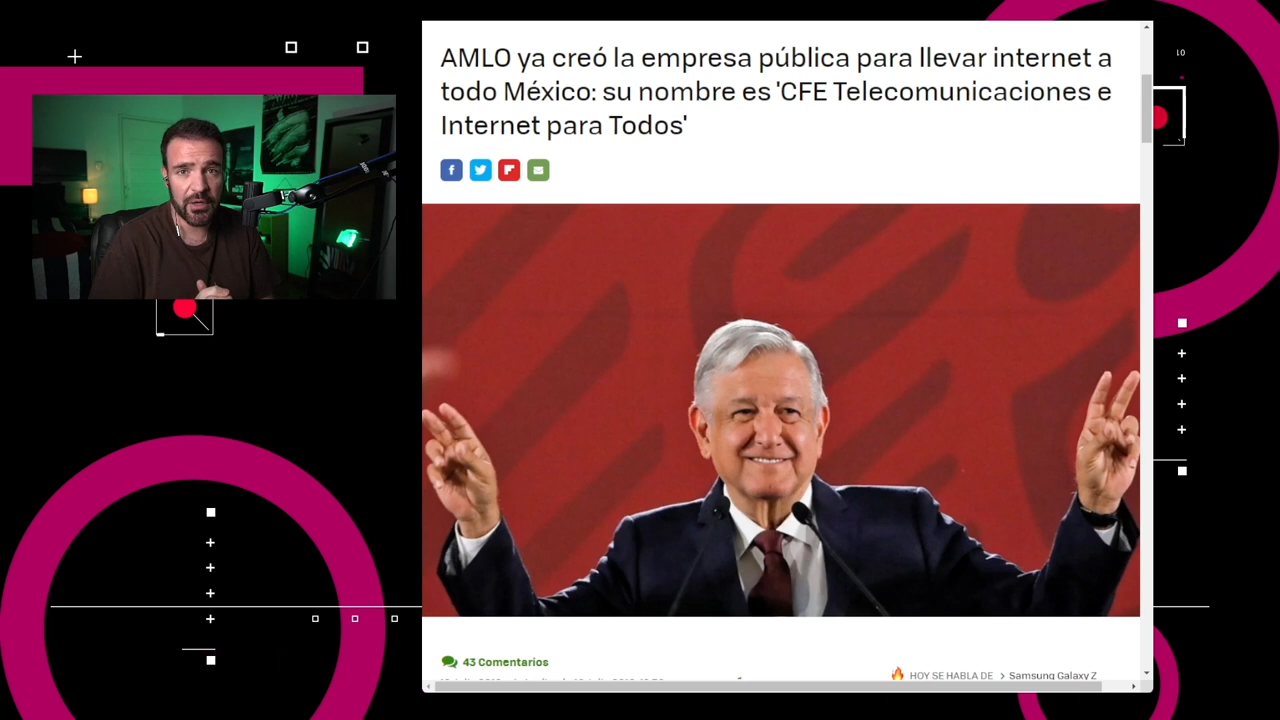 AMLO ya creó la empresa pública para llevar internet a
todo México: su nombre es 'CFE Telecomunicaciones e
Internet para Todos'
43 Comentarios
HOY SE HABLA DE > Samsung Galaxy Z